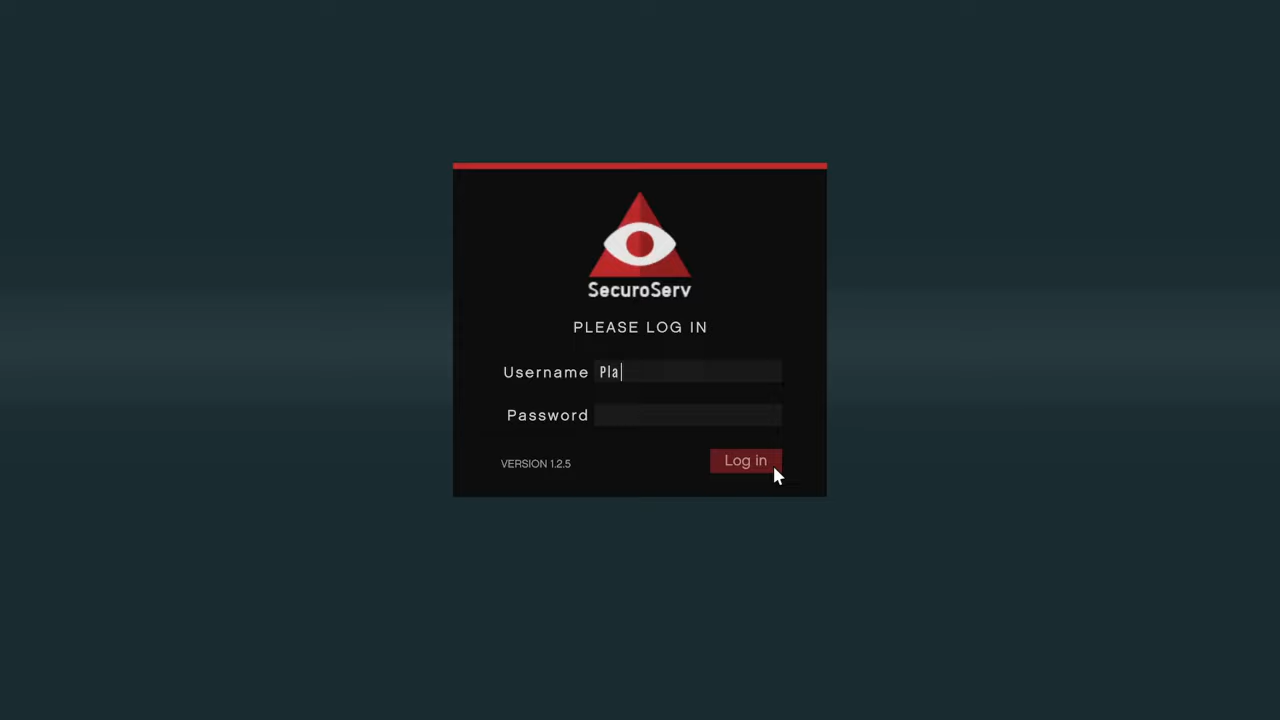 SecuroServ
PLEASE LOG IN
Username Pla
Password
VERSION 1.2.5 Log in